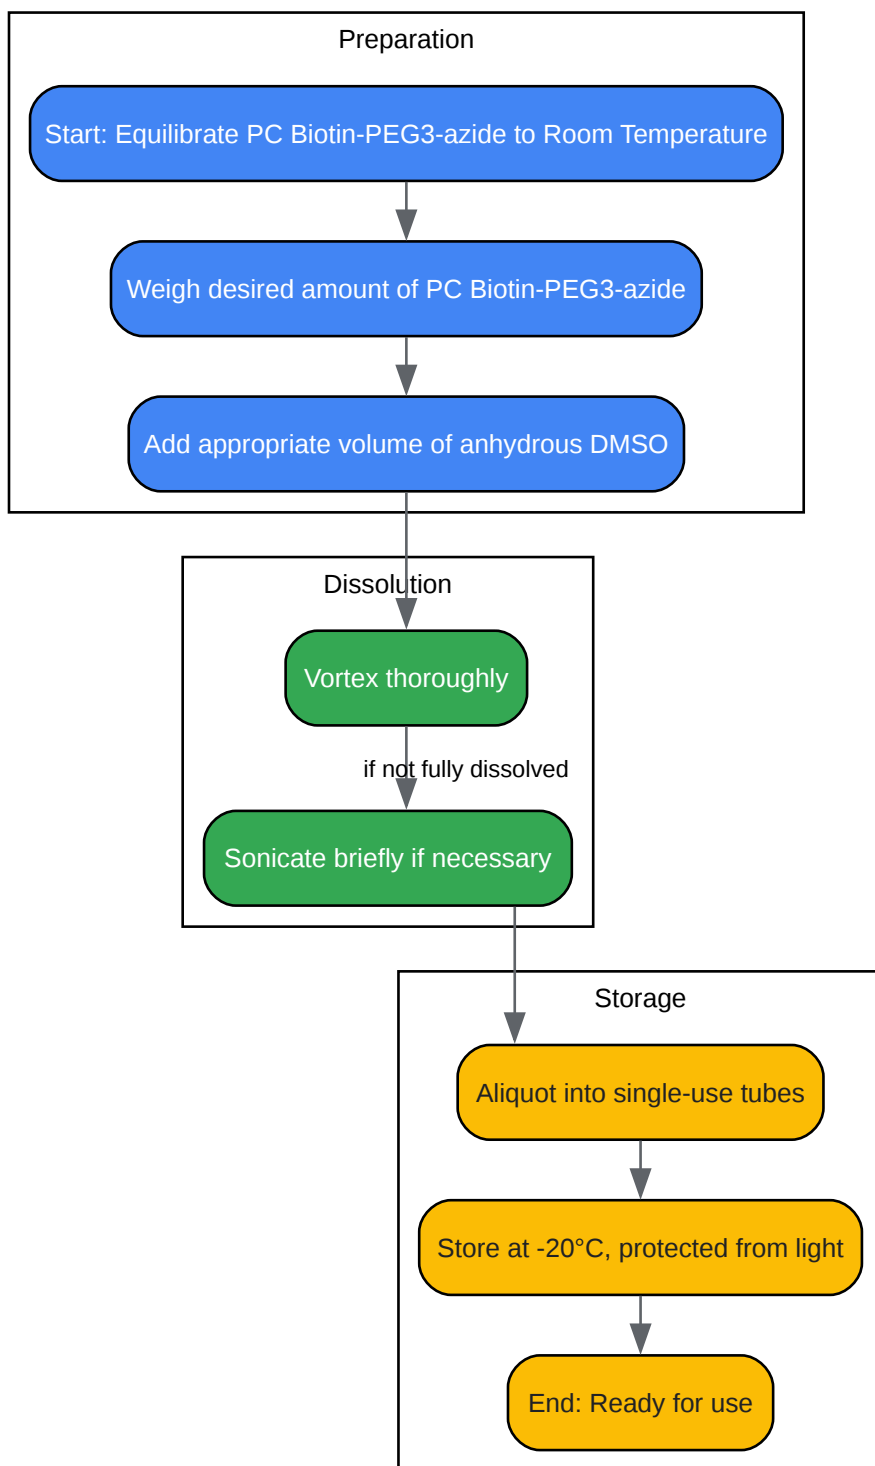 Preparation
Start: Equilibrate PC Biotin-PEG3-azide to Room Temperature
Weigh desired amount of PC Biotin-PEG3-azide
Add appropriate volume of anhydrous DMSO
Dissolution
Vortex thoroughly
if not fully dissolved
Sonicate briefly if necessary
Storage
Aliquot into single-use tubes
Store at -20°C, protected from light
End: Ready for use